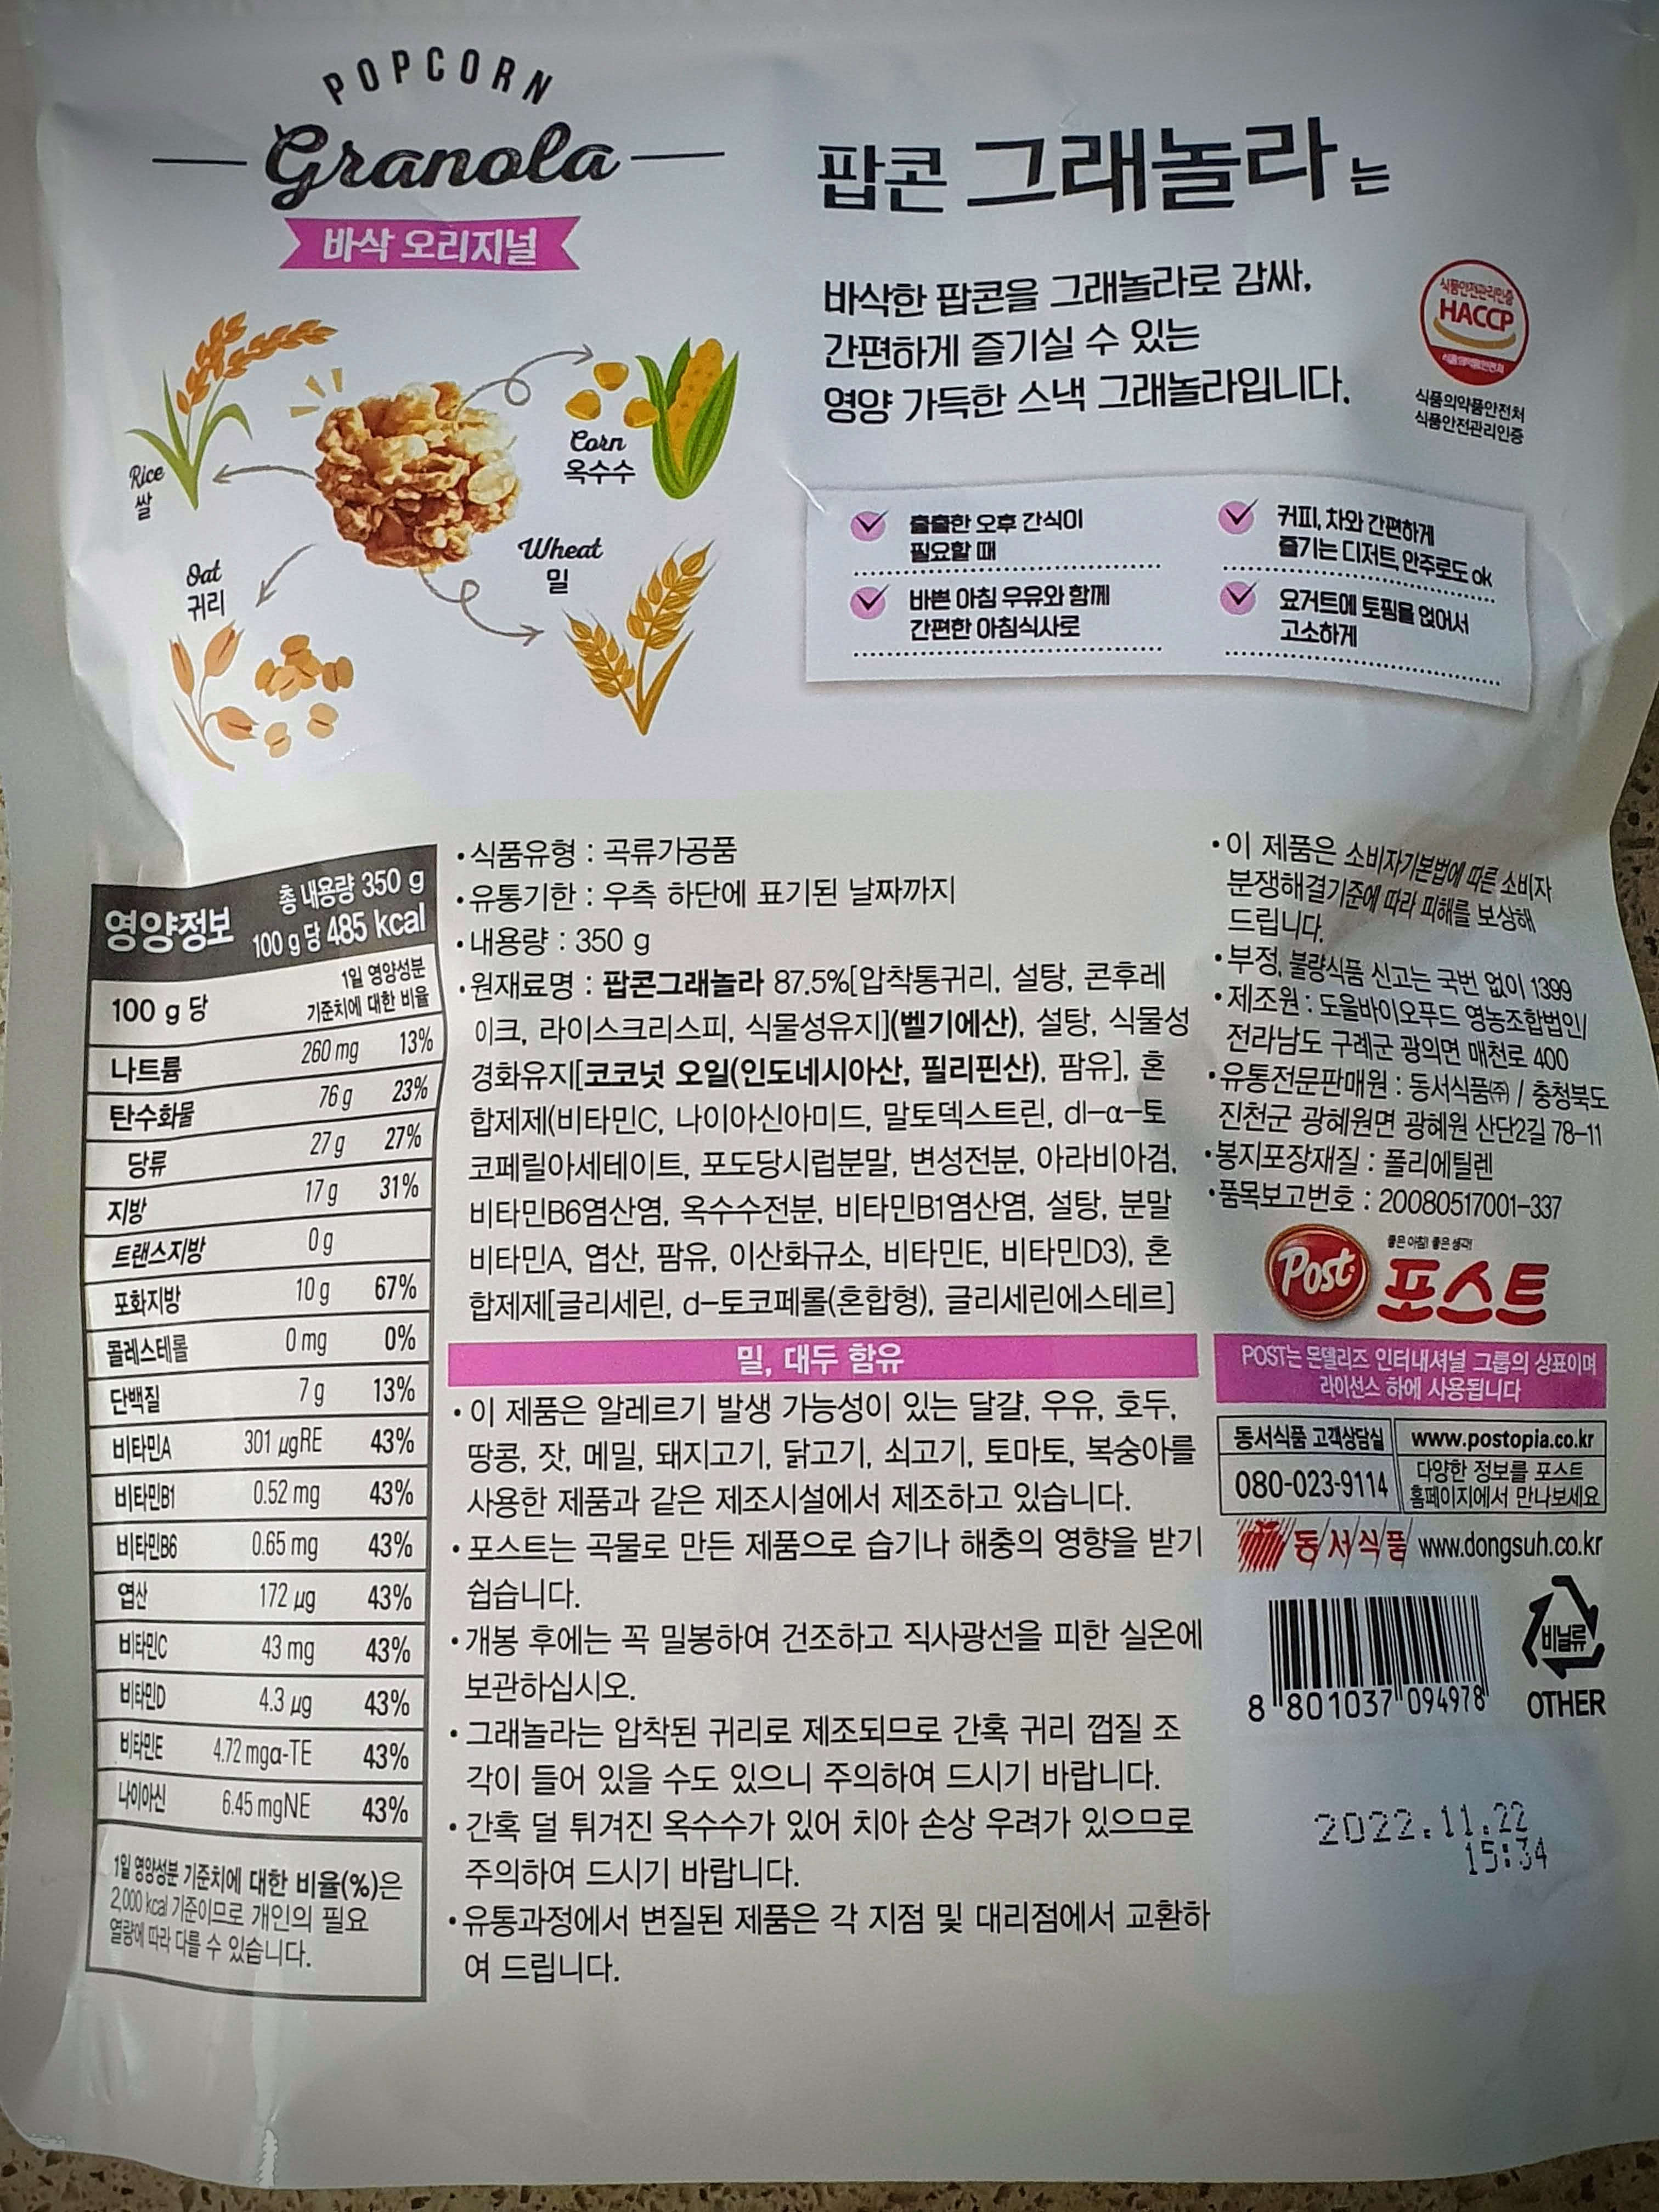 POPCORN
Granola
바삭 오리지널
Rice
쌀
Corn
옥수수
Oat
귀리
Wheat
밀
팝콘 그래놀라는
바삭한 팝콘을 그래놀라로 감싸,
간편하게 즐기실 수 있는
영양 가득한 스낵 그래놀라입니다.
식품안전관리인증
HACCP
식품의약품안전처
식품의약품안전처
식품안전관리인증
출출한 오후 간식이
필요할 때
바쁜 아침 우유와 함께
간편한 아침식사로
커피, 차와 간편하게
즐기는 디저트, 안주로도 ok
요거트에 토핑을 얹어서
고소하게
영양정보
총 내용량 350 g
100 g 당 485 kcal
100 g 당
1일 영양성분
기준치에 대한 비율
나트륨 260 mg 13%
탄수화물 76 g 23%
당류 27 g 27%
지방 17 g 31%
트랜스지방 0 g
포화지방 10 g 67%
콜레스테롤 0 mg 0%
단백질 7 g 13%
비타민A 301 μgRE 43%
비타민B1 0.52 mg 43%
비타민B6 0.65 mg 43%
엽산 172 μg 43%
비타민C 43 mg 43%
비타민D 4.3 μg 43%
비타민E 4.72 mgα-TE 43%
나이아신 6.45 mgNE 43%
1일 영양성분 기준치에 대한 비율(%)은
2,000 kcal 기준이므로 개인의 필요
열량에 따라 다를 수 있습니다.
•식품유형 : 곡류가공품
•유통기한 : 우측 하단에 표기된 날짜까지
•내용량 : 350 g
•원재료명 : 팝콘그래놀라 87.5%[압착통귀리, 설탕, 콘후레
이크, 라이스크리스피, 식물성유지](벨기에산), 설탕, 식물성
경화유지[코코넛 오일(인도네시아산, 필리핀산), 팜유], 혼
합제제(비타민C, 나이아신아미드, 말토덱스트린, dl-α-토
코페릴아세테이트, 포도당시럽분말, 변성전분, 아라비아검,
비타민B6염산염, 옥수수전분, 비타민B1염산염, 설탕, 분말
비타민A, 엽산, 팜유, 이산화규소, 비타민E, 비타민D3), 혼
합제제[글리세린, d-토코페롤(혼합형), 글리세린에스테르]
밀, 대두 함유
•이 제품은 알레르기 발생 가능성이 있는 달걀, 우유, 호두,
땅콩, 잣, 메밀, 돼지고기, 닭고기, 쇠고기, 토마토, 복숭아를
사용한 제품과 같은 제조시설에서 제조하고 있습니다.
•포스트는 곡물로 만든 제품으로 습기나 해충의 영향을 받기
쉽습니다.
•개봉 후에는 꼭 밀봉하여 건조하고 직사광선을 피한 실온에
보관하십시오.
•그래놀라는 압착된 귀리로 제조되므로 간혹 귀리 껍질 조
각이 들어 있을 수도 있으니 주의하여 드시기 바랍니다.
•간혹 덜 튀겨진 옥수수가 있어 치아 손상 우려가 있으므로
주의하여 드시기 바랍니다.
•유통과정에서 변질된 제품은 각 지점 및 대리점에서 교환하
여 드립니다.
•이 제품은 소비자기본법에 따른 소비자
분쟁해결기준에 따라 피해를 보상해
드립니다.
•부정, 불량식품 신고는 국번 없이 1399
•제조원 : 도울바이오푸드 영농조합법인/
전라남도 구례군 광의면 매천로 400
•유통전문판매원 : 동서식품㈜ / 충청북도
진천군 광혜원면 광혜원 산단2길 78-11
•봉지포장재질 : 폴리에틸렌
•품목보고번호 : 20080517001-337
Post
좋은 아침! 좋은 생각!
포스트
POST는 몬델리즈 인터내셔널 그룹의 상표이며
라이선스 하에 사용됩니다
동서식품 고객상담실
080-023-9114
www.postopia.co.kr
다양한 정보를 포스트
홈페이지에서 만나보세요
동서식품 www.dongsuh.co.kr
8 801037 094978
비닐류
OTHER
2022.11.22
15:34